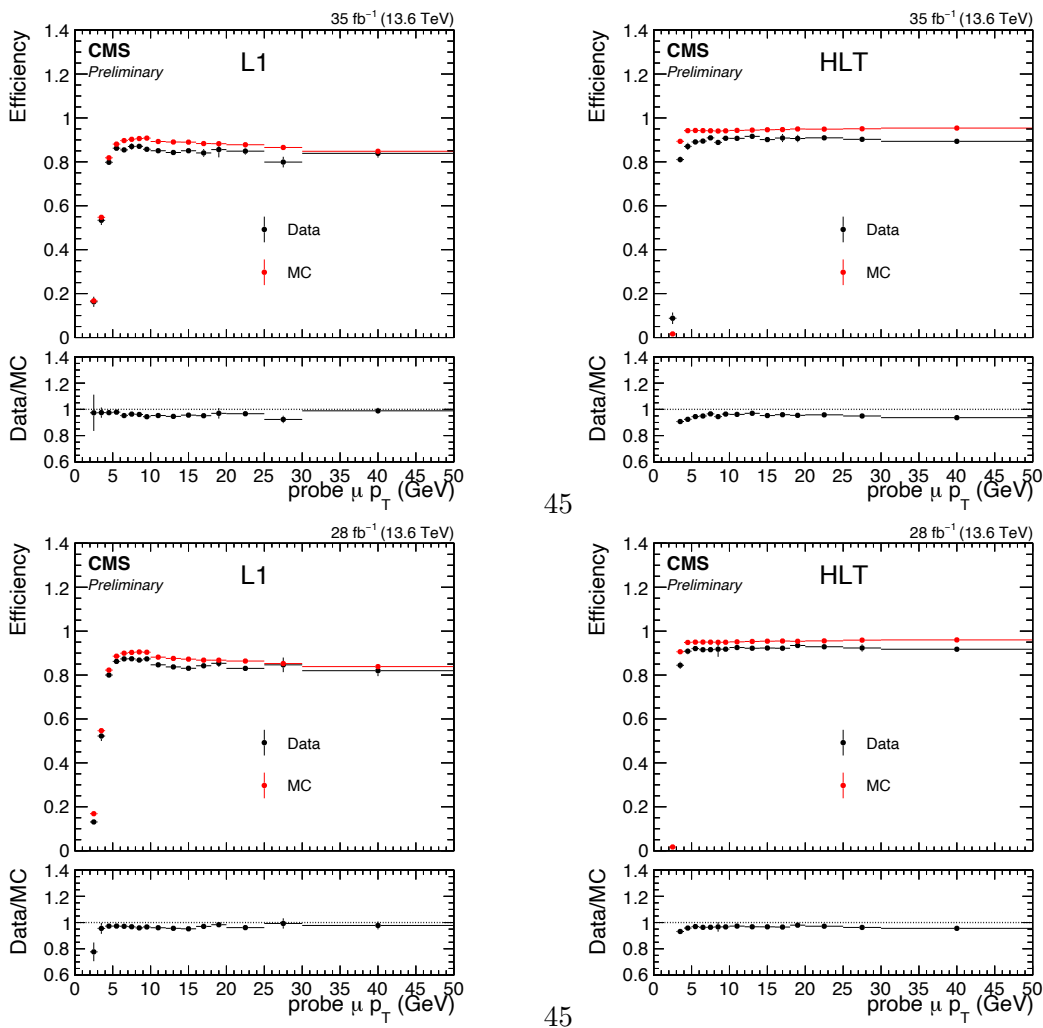 35 fb⁻¹ (13.6 TeV)
CMS
Preliminary
L1
Efficiency
1.4
1.2
1
0.8
0.6
0.4
0.2
0
Data
MC
Data/MC
1.4
1.2
1
0.8
0.6
0 5 10 15 20 25 30 35 40 45 50
probe μ p_T (GeV)
35 fb⁻¹ (13.6 TeV)
CMS
Preliminary
HLT
Efficiency
1.4
1.2
1
0.8
0.6
0.4
0.2
0
Data
MC
Data/MC
1.4
1.2
1
0.8
0.6
0 5 10 15 20 25 30 35 40 45 50
probe μ p_T (GeV)
45
28 fb⁻¹ (13.6 TeV)
CMS
Preliminary
L1
Efficiency
1.4
1.2
1
0.8
0.6
0.4
0.2
0
Data
MC
Data/MC
1.4
1.2
1
0.8
0.6
0 5 10 15 20 25 30 35 40 45 50
probe μ p_T (GeV)
28 fb⁻¹ (13.6 TeV)
CMS
Preliminary
HLT
Efficiency
1.4
1.2
1
0.8
0.6
0.4
0.2
0
Data
MC
Data/MC
1.4
1.2
1
0.8
0.6
0 5 10 15 20 25 30 35 40 45 50
probe μ p_T (GeV)
45